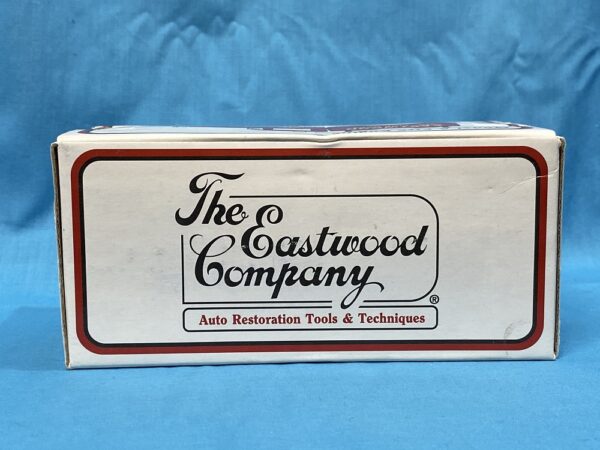 The
Eastwood
Company
®
Auto Restoration Tools & Techniques